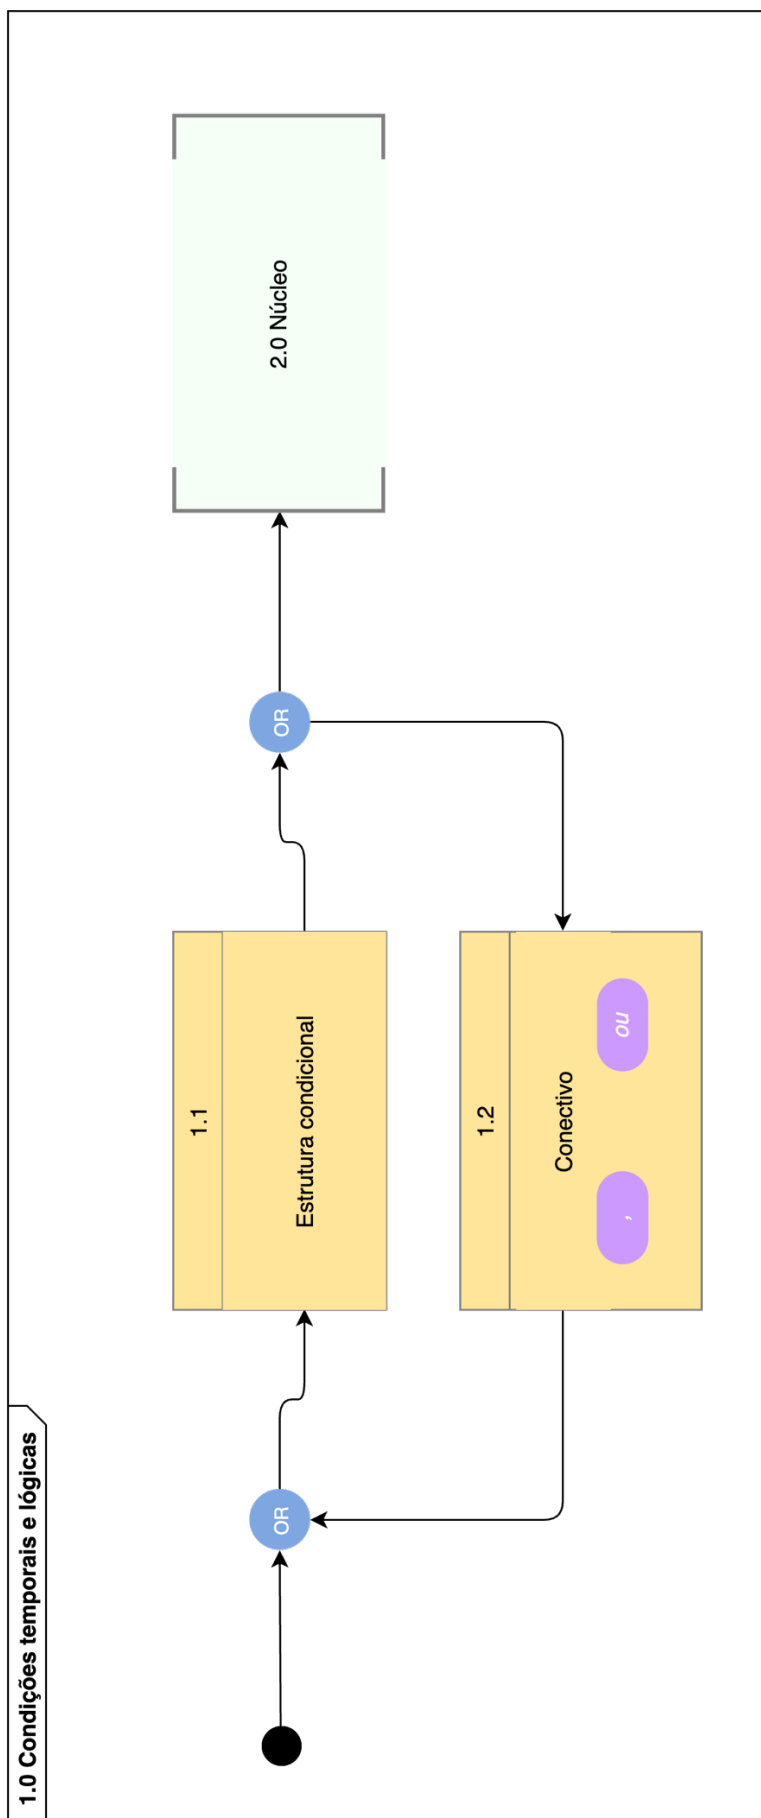 1.0 Condições temporais e lógicas
OR
1.1
Estrutura condicional
OR
2.0 Núcleo
1.2
Conectivo
,
ou